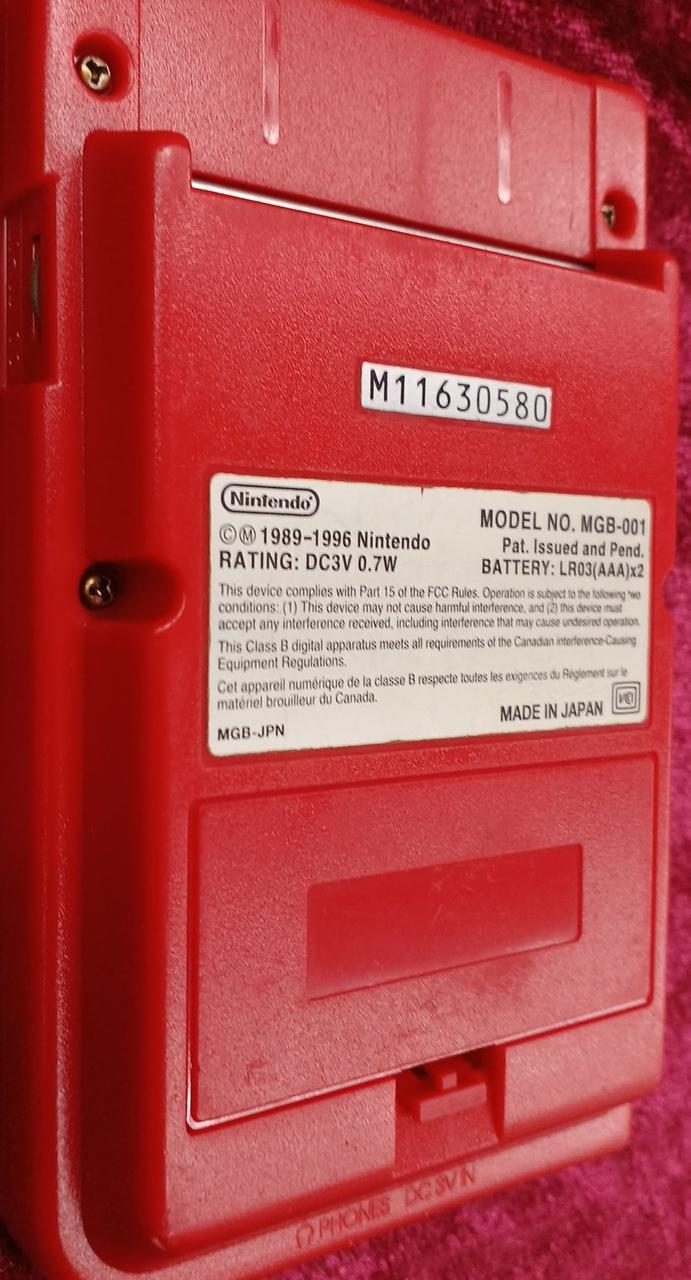 M11630580
Nintendo
©Ⓜ 1989-1996 Nintendo
RATING: DC3V 0.7W
MODEL NO. MGB-001
Pat. Issued and Pend.
BATTERY: LR03(AAA)x2
This device complies with Part 15 of the FCC Rules. Operation is subject to the following two
conditions: (1) This device may not cause harmful interference, and (2) this device must
accept any interference received, including interference that may cause undesired operation.
This Class B digital apparatus meets all requirements of the Canadian Interference-Causing
Equipment Regulations.
Cet appareil numérique de la classe B respecte toutes les exigences du Règlement sur le
matériel brouilleur du Canada.
MGB-JPN
MADE IN JAPAN
PHONES DC 3V IN